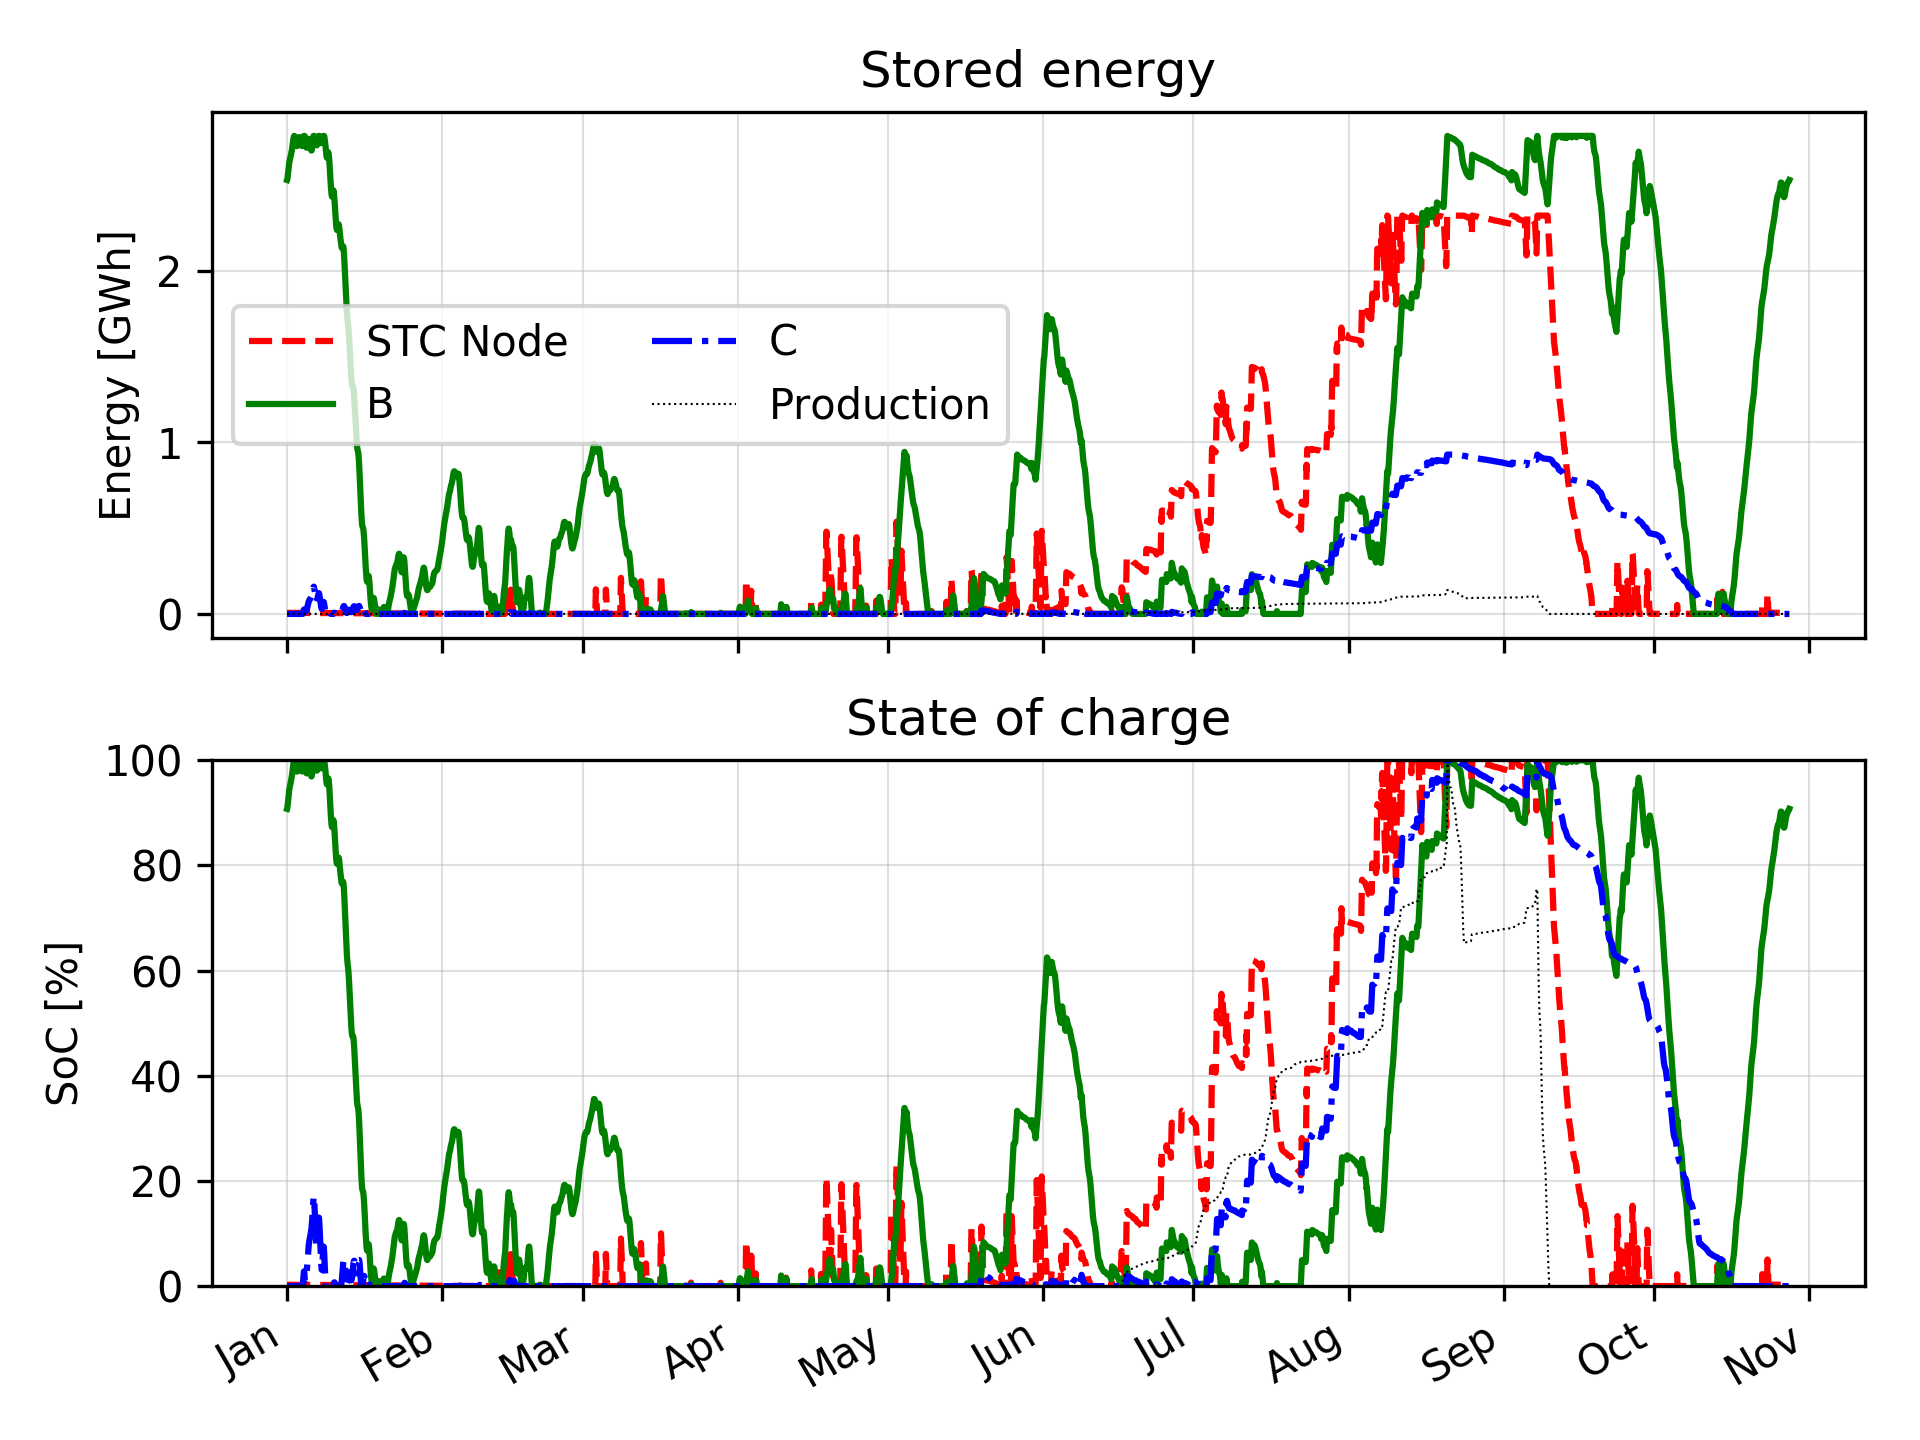 Stored energy
Energy [GWh]
2
1
0
STC Node
B
C
Production
State of charge
SoC [%]
100
80
60
40
20
0
Jan Feb Mar Apr May Jun Jul Aug Sep Oct Nov